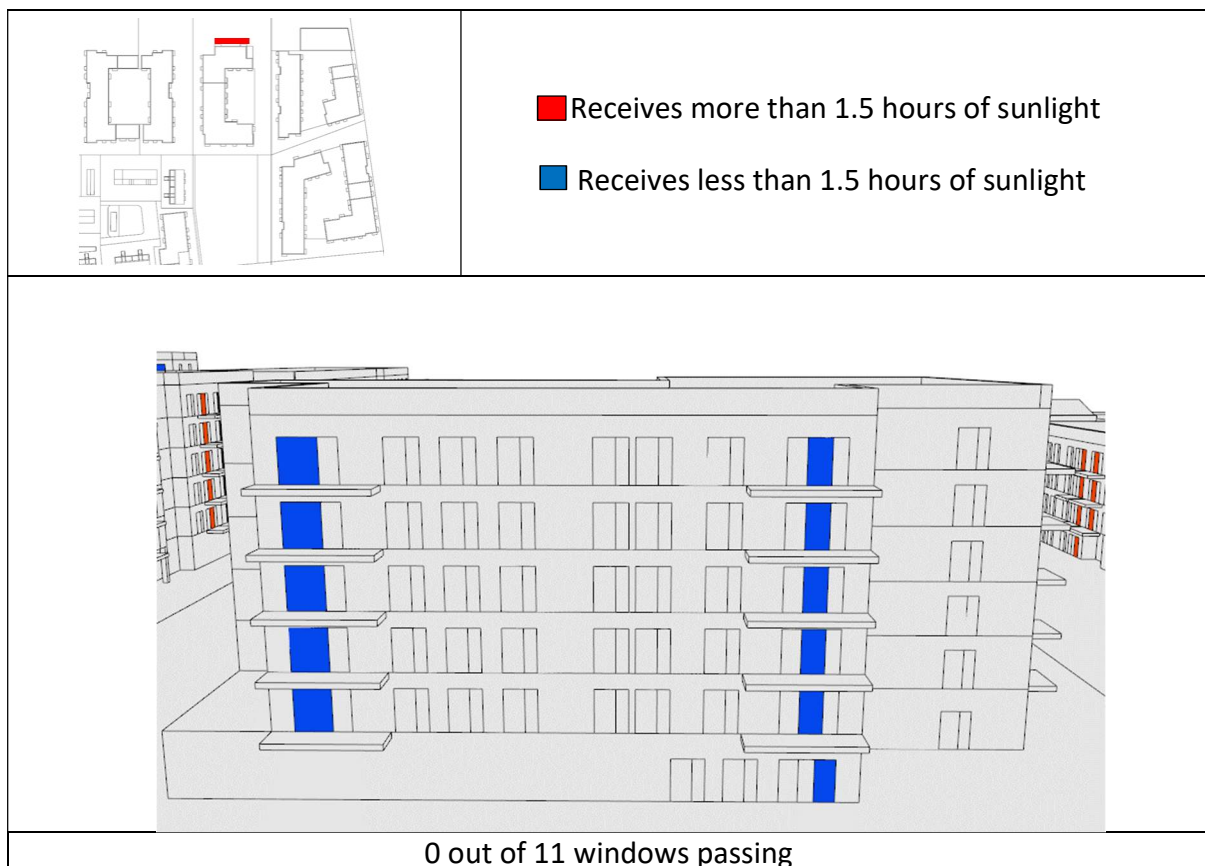 Receives more than 1.5 hours of sunlight
Receives less than 1.5 hours of sunlight
0 out of 11 windows passing